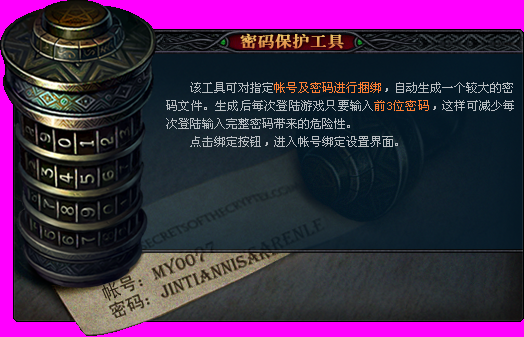 密码保护工具
该工具可对指定帐号及密码进行捆绑，自动生成一个较大的密
码文件。生成后每次登陆游戏只要输入前3位密码，这样可减少每
次登陆输入完整密码带来的危险性。
点击绑定按钮，进入帐号绑定设置界面。
帐号：MY0077
密码：JINTIANNISAKARENLE